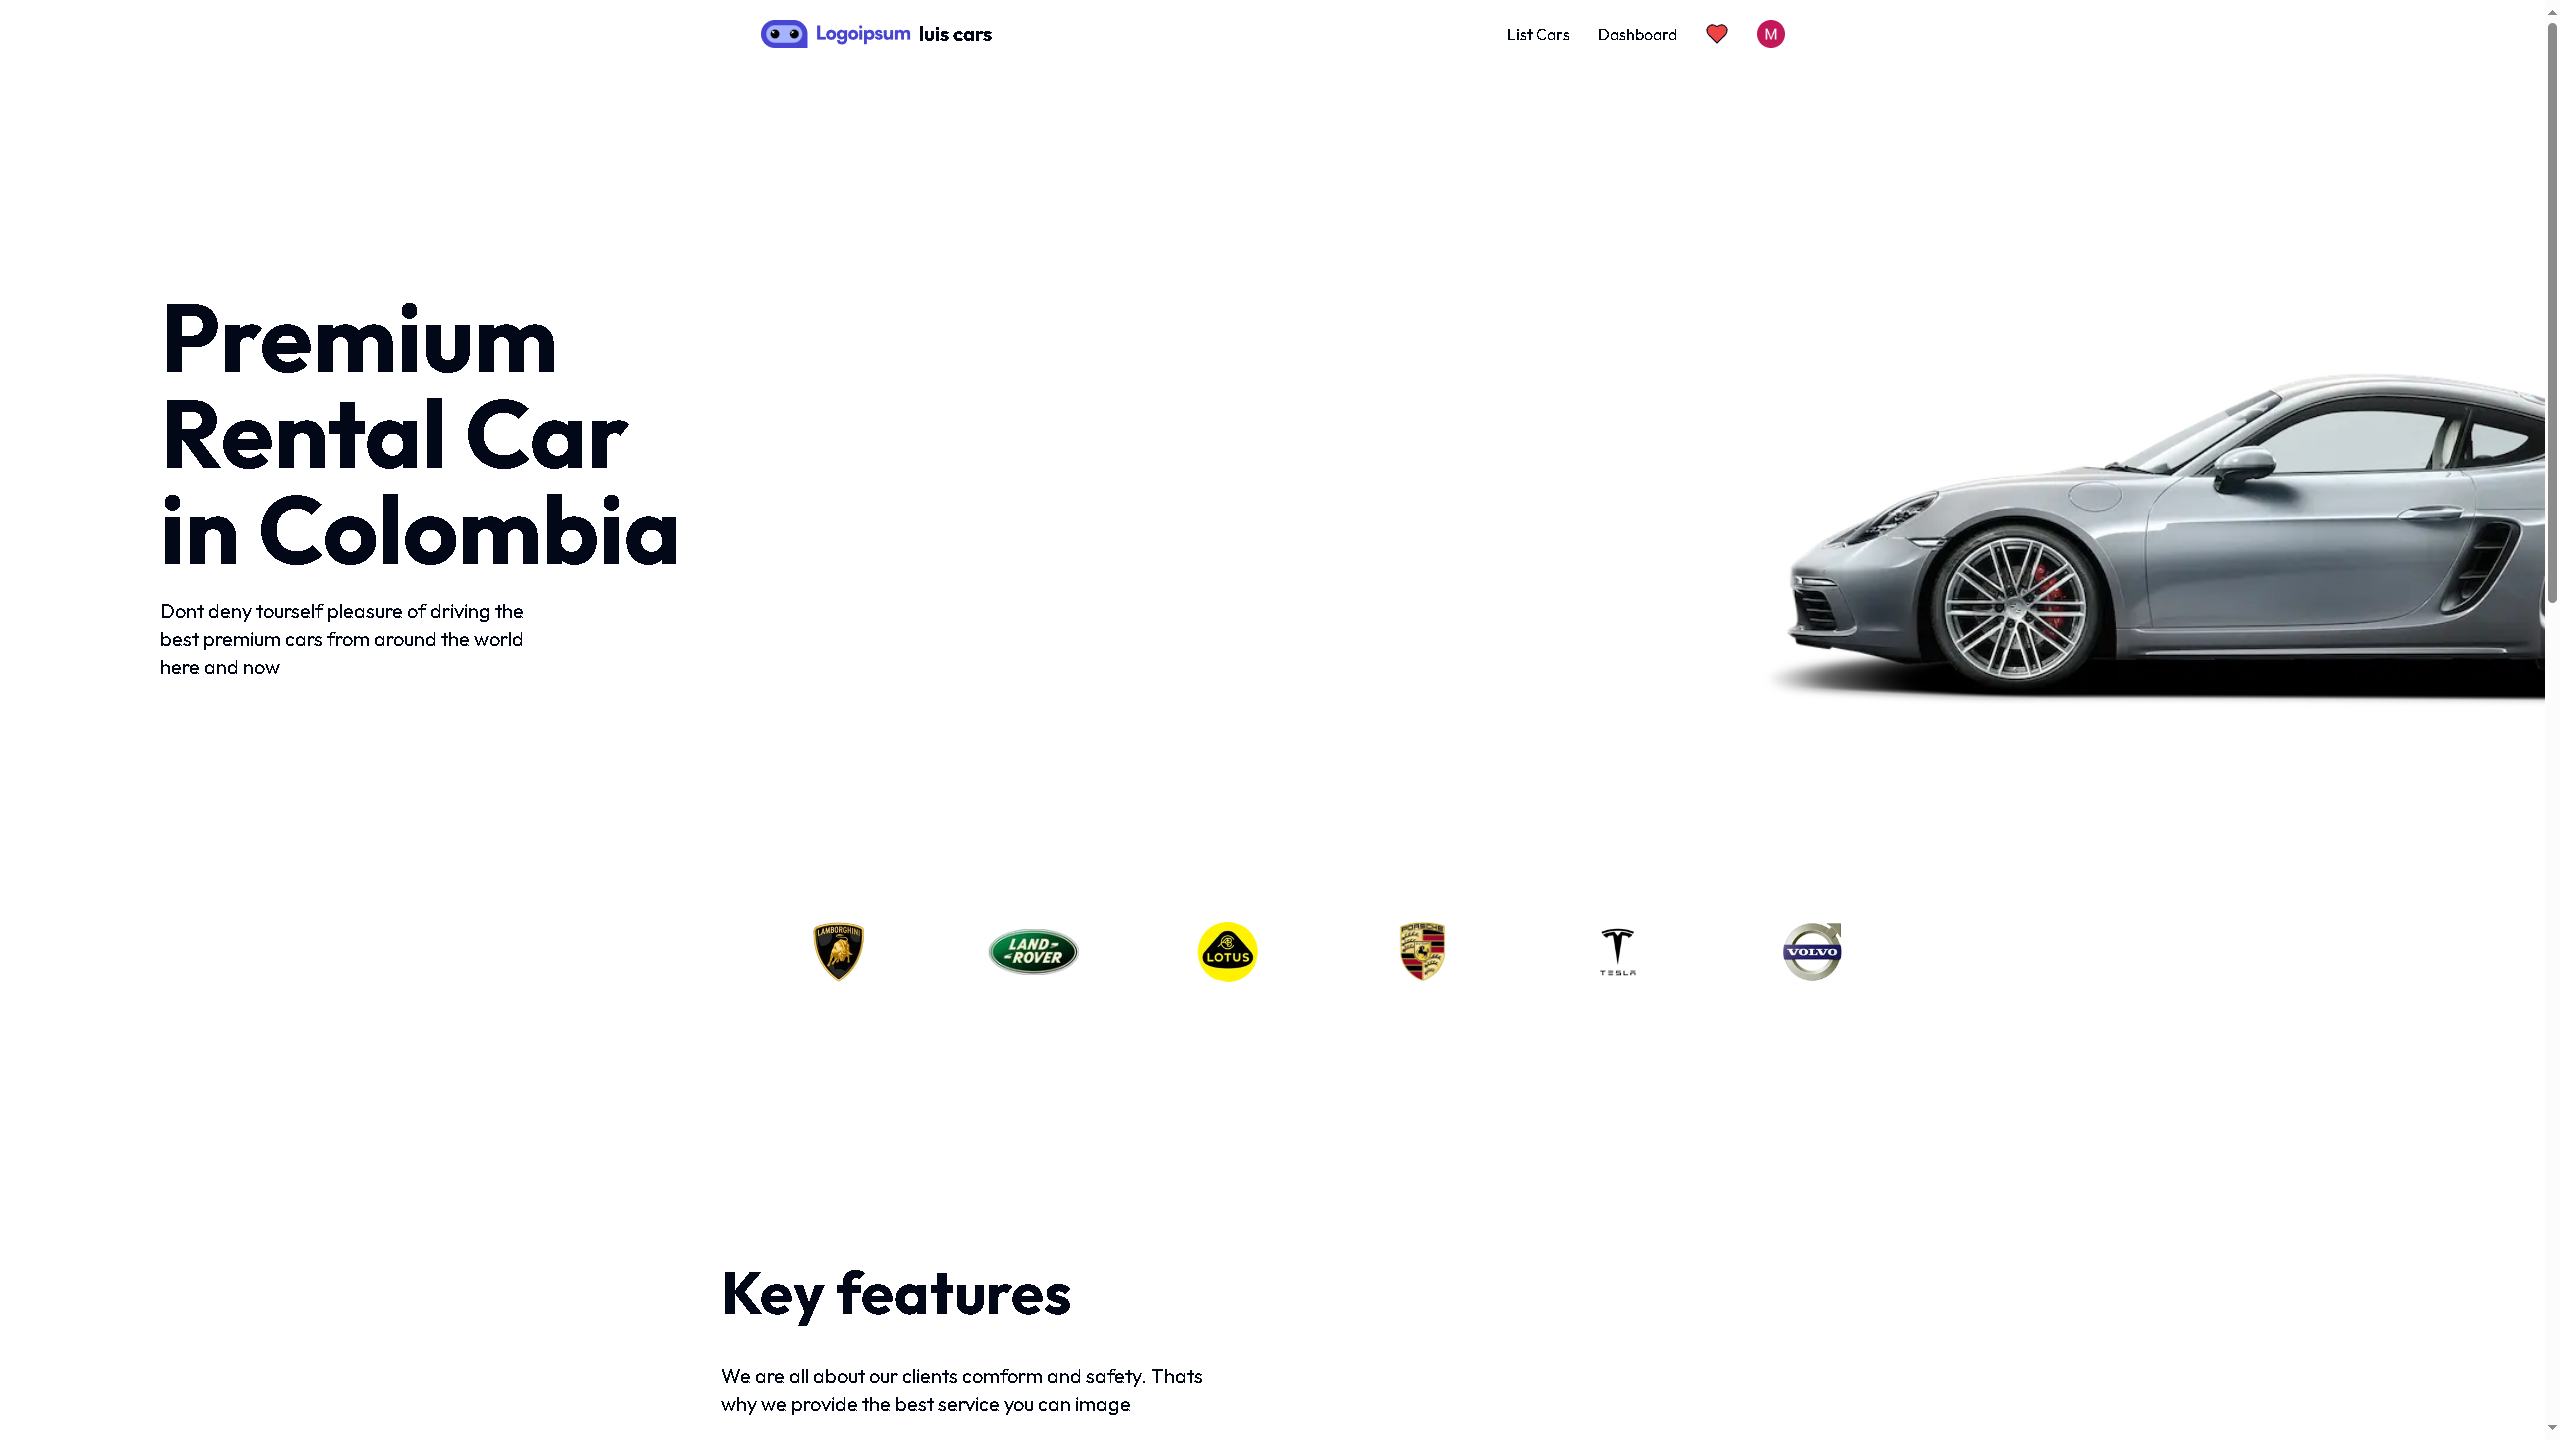 Logoipsum luis cars
List Cars Dashboard M
Premium
Rental Car
in Colombia
Dont deny tourself pleasure of driving the
best premium cars from around the world
here and now
LAMBORGHINI
LAND-
-ROVER
LOTUS
PORSCHE
TESLA
VOLVO
Key features
We are all about our clients comform and safety. Thats
why we provide the best service you can image